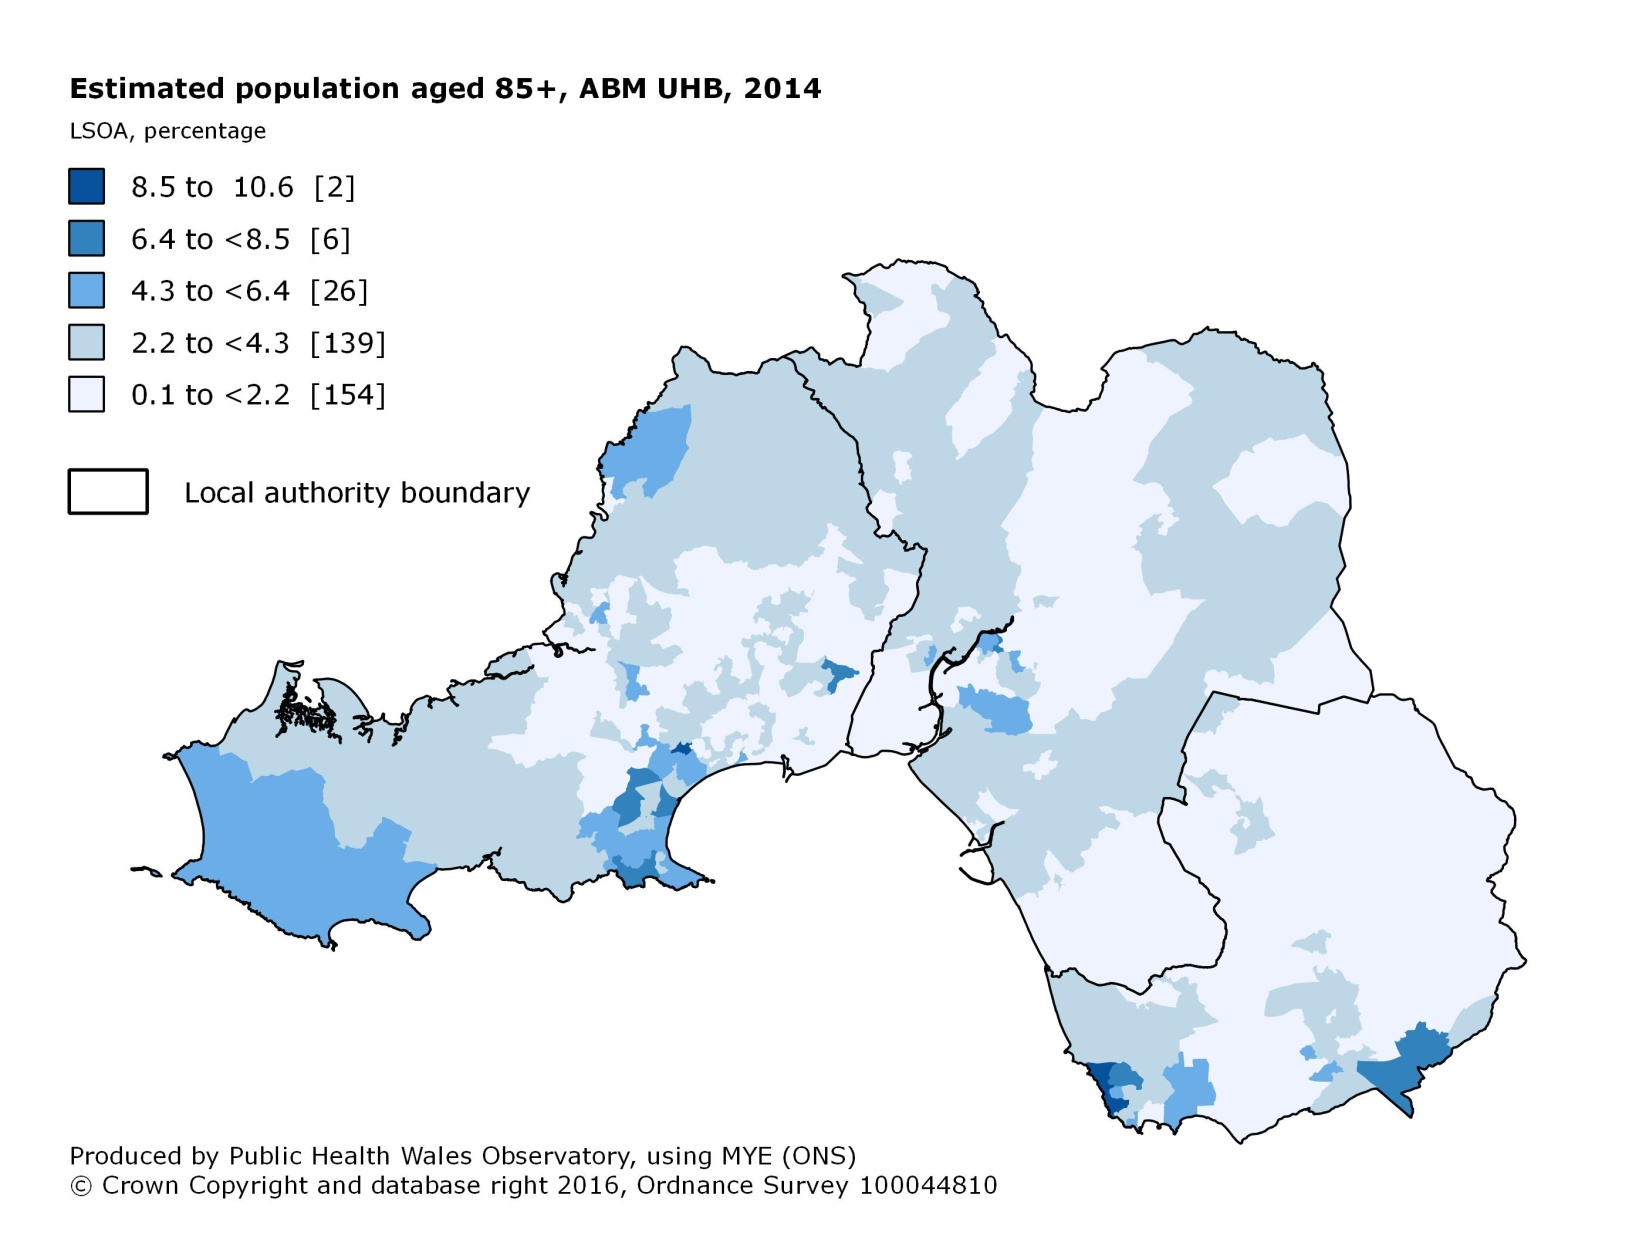 Estimated population aged 85+, ABM UHB, 2014
LSOA, percentage
8.5 to 10.6 [2]
6.4 to <8.5 [6]
4.3 to <6.4 [26]
2.2 to <4.3 [139]
0.1 to <2.2 [154]
Local authority boundary
Produced by Public Health Wales Observatory, using MYE (ONS)
© Crown Copyright and database right 2016, Ordnance Survey 100044810